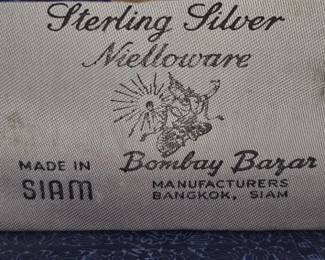 Sterling Silver
Nielloware
MADE IN
SIAM
Bombay Bazar
MANUFACTURERS
BANGKOK, SIAM